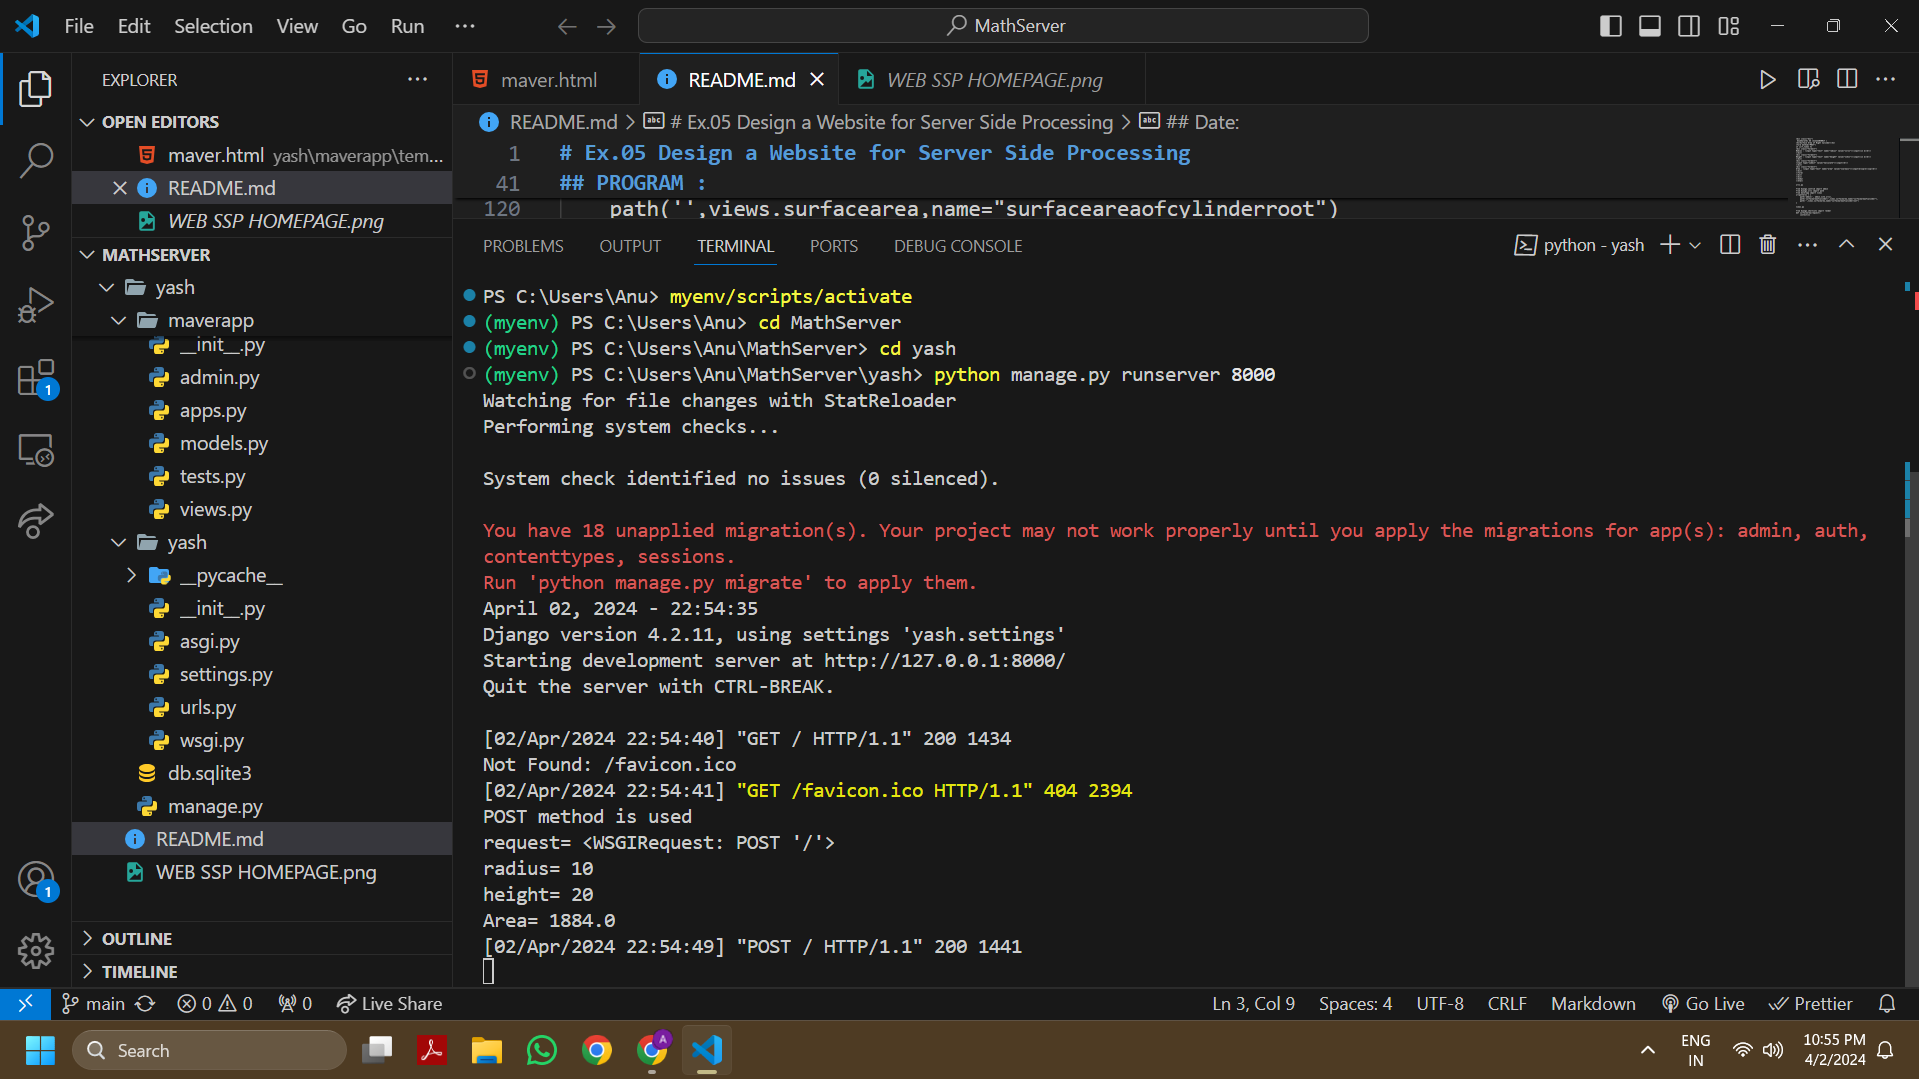 File Edit Selection View Go Run ···
MathServer
EXPLORER
OPEN EDITORS
maver.html yash\maverapp\tem...
README.md
WEB SSP HOMEPAGE.png
MATHSERVER
yash
maverapp
__init__.py
admin.py
apps.py
models.py
tests.py
views.py
yash
__pycache__
__init__.py
asgi.py
settings.py
urls.py
wsgi.py
db.sqlite3
manage.py
README.md
WEB SSP HOMEPAGE.png
OUTLINE
TIMELINE
1
1
maver.html README.md WEB SSP HOMEPAGE.png
README.md > # Ex.05 Design a Website for Server Side Processing > ## Date:
1 # Ex.05 Design a Website for Server Side Processing
41 ## PROGRAM :
120 path('',views.surfacearea,name="surfaceareaofcylinderroot")
PROBLEMS OUTPUT TERMINAL PORTS DEBUG CONSOLE
python - yash
PS C:\Users\Anu> myenv/scripts/activate
(myenv) PS C:\Users\Anu> cd MathServer
(myenv) PS C:\Users\Anu\MathServer> cd yash
(myenv) PS C:\Users\Anu\MathServer\yash> python manage.py runserver 8000
Watching for file changes with StatReloader
Performing system checks...
System check identified no issues (0 silenced).
You have 18 unapplied migration(s). Your project may not work properly until you apply the migrations for app(s): admin, auth,
contenttypes, sessions.
Run 'python manage.py migrate' to apply them.
April 02, 2024 - 22:54:35
Django version 4.2.11, using settings 'yash.settings'
Starting development server at http://127.0.0.1:8000/
Quit the server with CTRL-BREAK.
[02/Apr/2024 22:54:40] "GET / HTTP/1.1" 200 1434
Not Found: /favicon.ico
[02/Apr/2024 22:54:41] "GET /favicon.ico HTTP/1.1" 404 2394
POST method is used
request= <WSGIRequest: POST '/'>
radius= 10
height= 20
Area= 1884.0
[02/Apr/2024 22:54:49] "POST / HTTP/1.1" 200 1441
main 0 0 0 Live Share
Ln 3, Col 9 Spaces: 4 UTF-8 CRLF Markdown Go Live Prettier
Search
A
ENG
IN
10:55 PM
4/2/2024